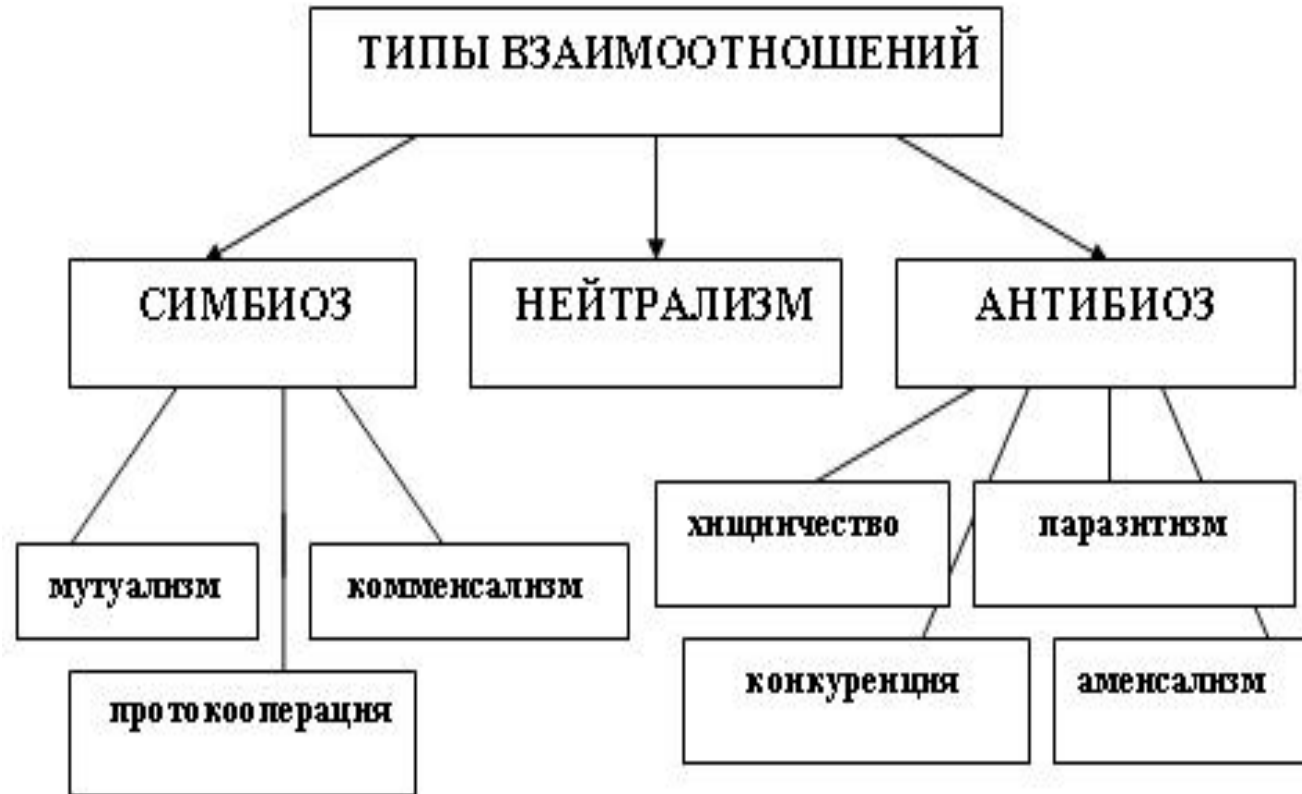 ТИПЫ ВЗАИМООТНОШЕНИЙ
СИМБИОЗ
НЕЙТРАЛИЗМ
АНТИБИОЗ
мутуализм
комменсализм
протокооперация
хищничество
паразитизм
конкуренция
аменсализм